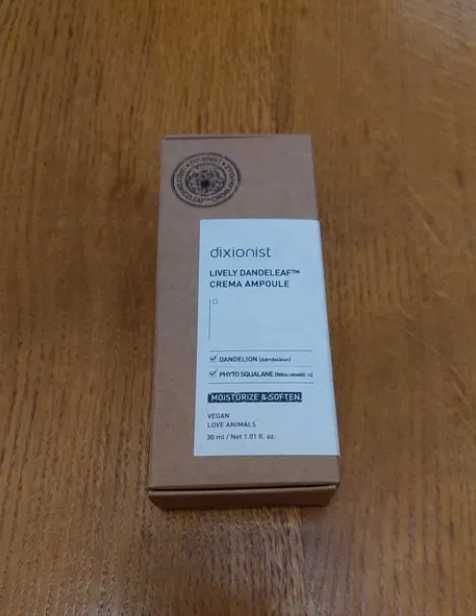 dixionist
LIVELY DANDELEAF™
CREMA AMPOULE
DANDELION (dandelion)
PHYTO SQUALANE
MOISTURIZE & SOFTEN.
VEGAN
LOVE ANIMALS
30 ml / Net 1.01 fl. oz.